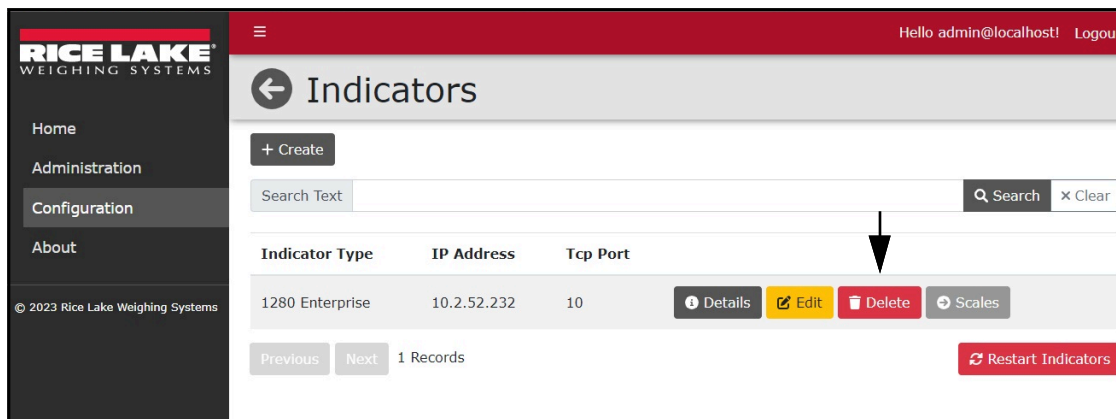 RICE LAKE®
WEIGHING SYSTEMS
Home
Administration
Configuration
About
© 2023 Rice Lake Weighing Systems
Hello admin@localhost! Logou
Indicators
+ Create
Search Text Search × Clear
Indicator Type IP Address Tcp Port
1280 Enterprise 10.2.52.232 10 Details Edit Delete Scales
Previous Next 1 Records Restart Indicators